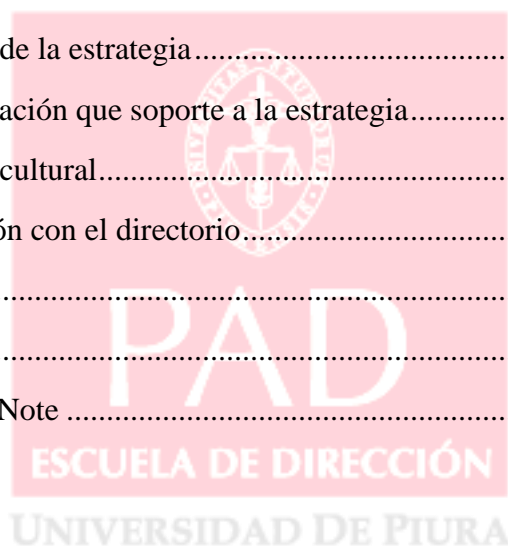 de la estrategia..................................
ación que soporte a la estrategia............
cultural............................................
ón con el directorio..............................
.........................................................
.........................................................
Note ................................................
PAD
ESCUELA DE DIRECCIÓN
UNIVERSIDAD DE PIURA